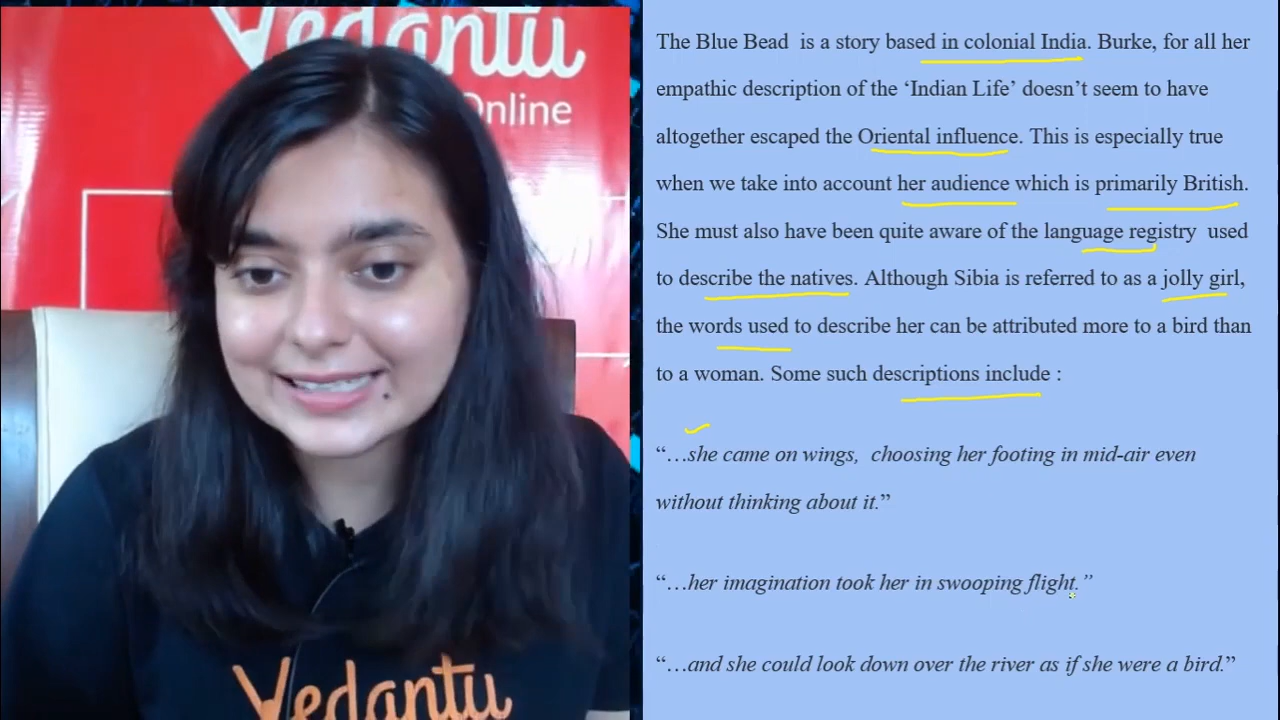 Vedantu
Online
Vedantu
The Blue Bead is a story based in colonial India. Burke, for all her
empathic description of the ‘Indian Life’ doesn’t seem to have
altogether escaped the Oriental influence. This is especially true
when we take into account her audience which is primarily British.
She must also have been quite aware of the language registry used
to describe the natives. Although Sibia is referred to as a jolly girl,
the words used to describe her can be attributed more to a bird than
to a woman. Some such descriptions include :
“…she came on wings, choosing her footing in mid-air even
without thinking about it.”
“…her imagination took her in swooping flight.”
“…and she could look down over the river as if she were a bird.”